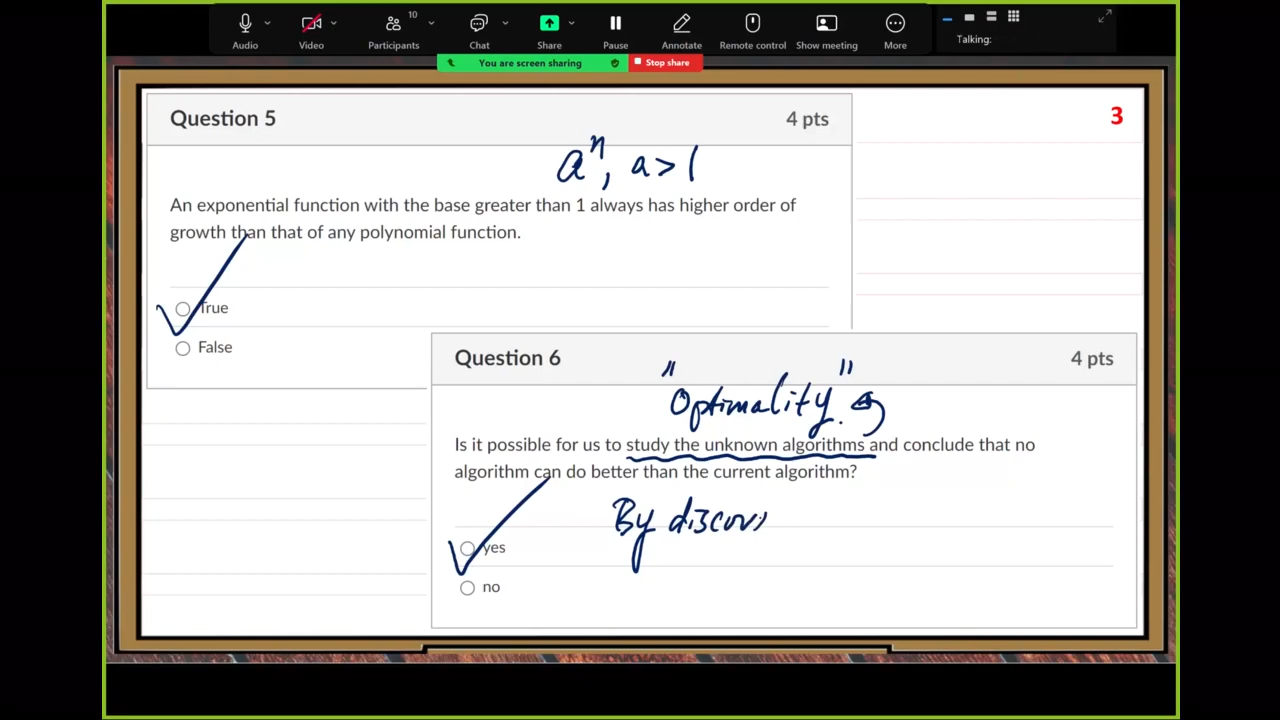 10
Audio
Video
Participants
Chat
Share
Pause
Annotate
Remote control
Show meeting
More
Talking:
You are screen sharing
Stop share
3
Question 5
4 pts
aⁿ, a > 1
An exponential function with the base greater than 1 always has higher order of
growth than that of any polynomial function.
True
False
Question 6
4 pts
"Optimality"
Is it possible for us to study the unknown algorithms and conclude that no
algorithm can do better than the current algorithm?
By discov
yes
no